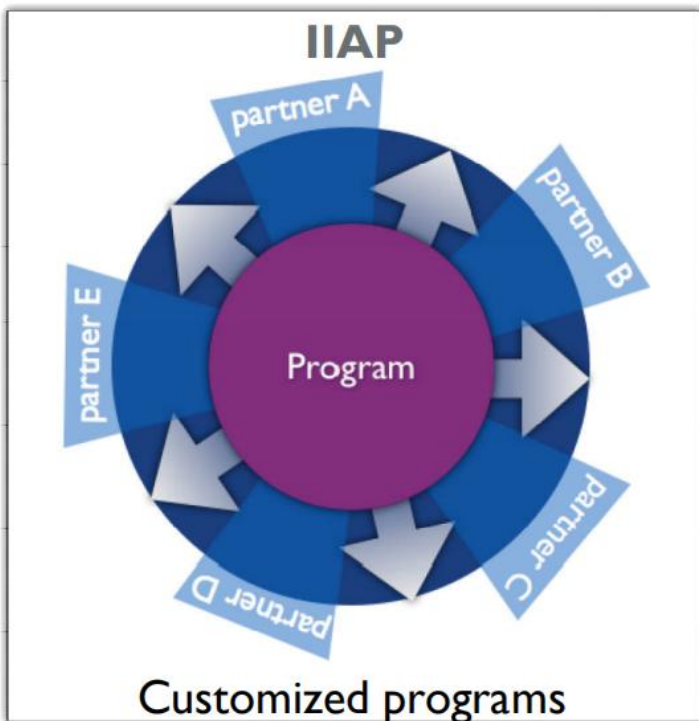 IIAP
partner A
partner B
partner E
Program
partner C
partner D
Customized programs